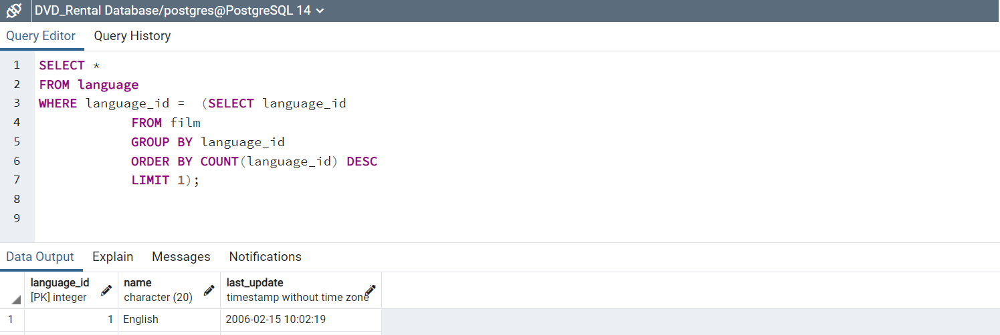 DVD_Rental Database/postgres@PostgreSQL 14
Query Editor Query History
1 SELECT *
2 FROM language
3 WHERE language_id =  (SELECT language_id
4 FROM film
5 GROUP BY language_id
6 ORDER BY COUNT(language_id) DESC
7 LIMIT 1);
8
9
Data Output Explain Messages Notifications
language_id name last_update
[PK] integer character (20) timestamp without time zone
1 1 English 2006-02-15 10:02:19